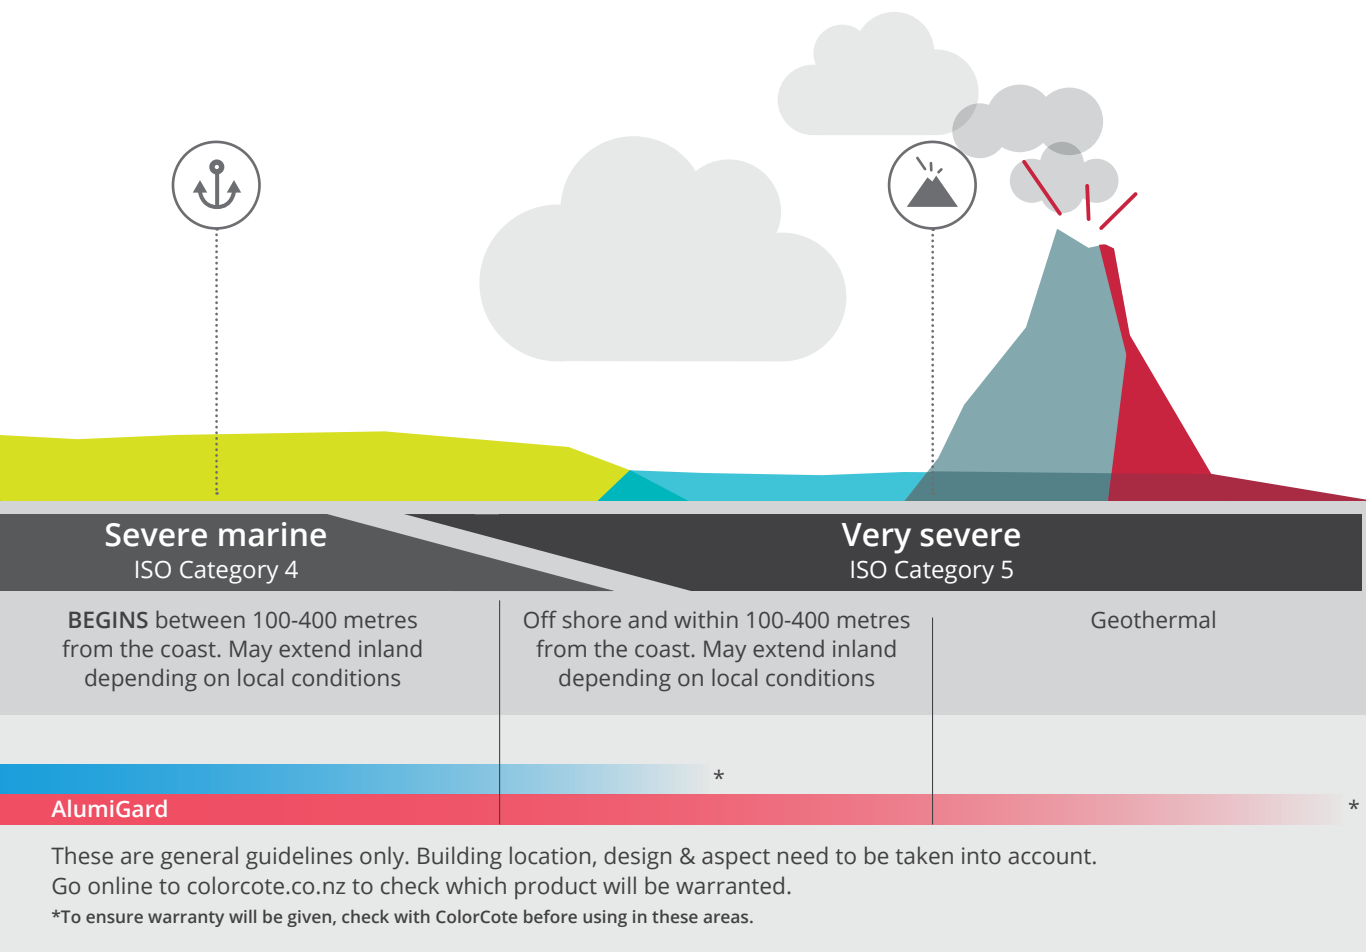 Severe marine
ISO Category 4
Very severe
ISO Category 5
BEGINS between 100-400 metres
from the coast. May extend inland
depending on local conditions
Off shore and within 100-400 metres
from the coast. May extend inland
depending on local conditions
Geothermal
*
AlumiGard
*
These are general guidelines only. Building location, design & aspect need to be taken into account.
Go online to colorcote.co.nz to check which product will be warranted.
*To ensure warranty will be given, check with ColorCote before using in these areas.